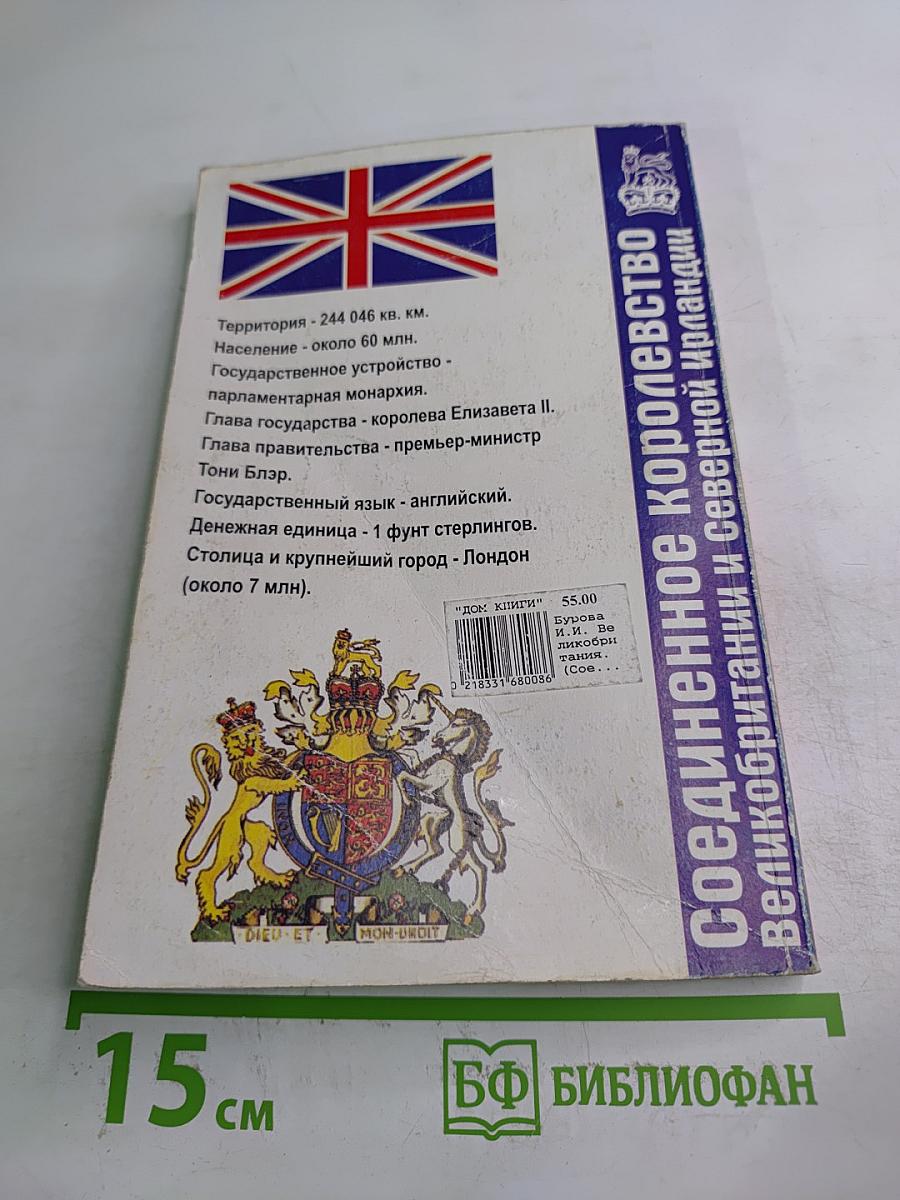 Территория - 244 046 кв. км.
Население - около 60 млн.
Государственное устройство -
парламентарная монархия.
Глава государства - королева Елизавета II.
Глава правительства - премьер-министр
Тони Блэр.
Государственный язык - английский.
Денежная единица - 1 фунт стерлингов.
Столица и крупнейший город - Лондон
(около 7 млн).
"ДОМ КНИГИ" 55.00
Бурова
И.И. Ве
ликобри
тания.
(Сое...
0 218331 680086
DIEU·ET MON·DROIT
Соединенное королевство
великобритании и северной Ирландии
15 см
БФ БИБЛИОФАН